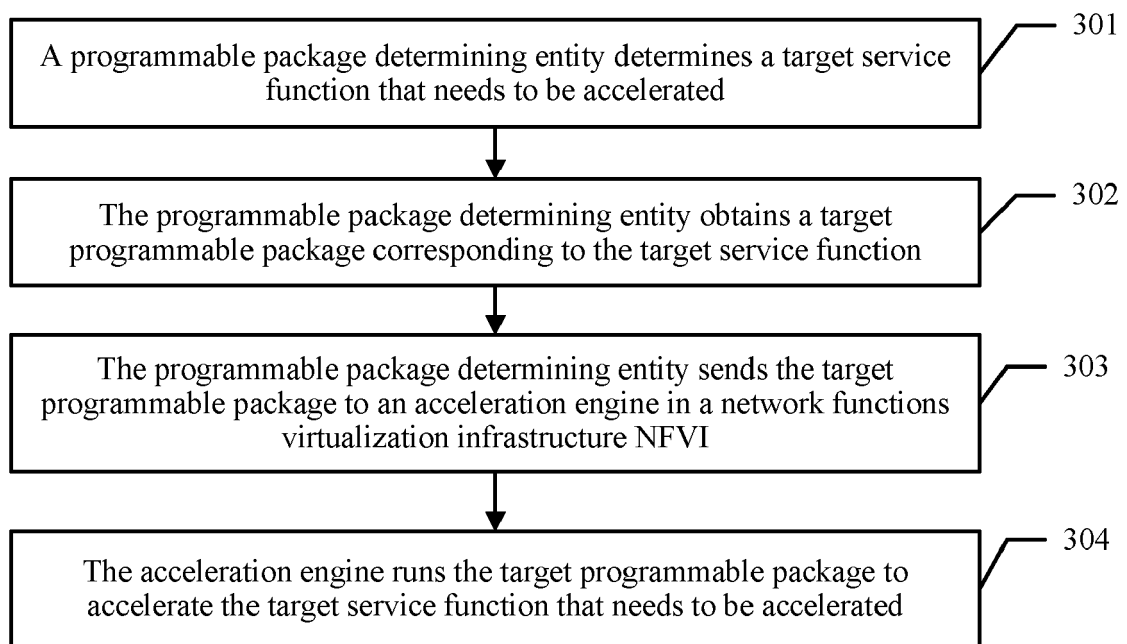 A programmable package determining entity determines a target service
function that needs to be accelerated
301
The programmable package determining entity obtains a target
programmable package corresponding to the target service function
302
The programmable package determining entity sends the target
programmable package to an acceleration engine in a network functions
virtualization infrastructure NFVI
303
The acceleration engine runs the target programmable package to
accelerate the target service function that needs to be accelerated
304